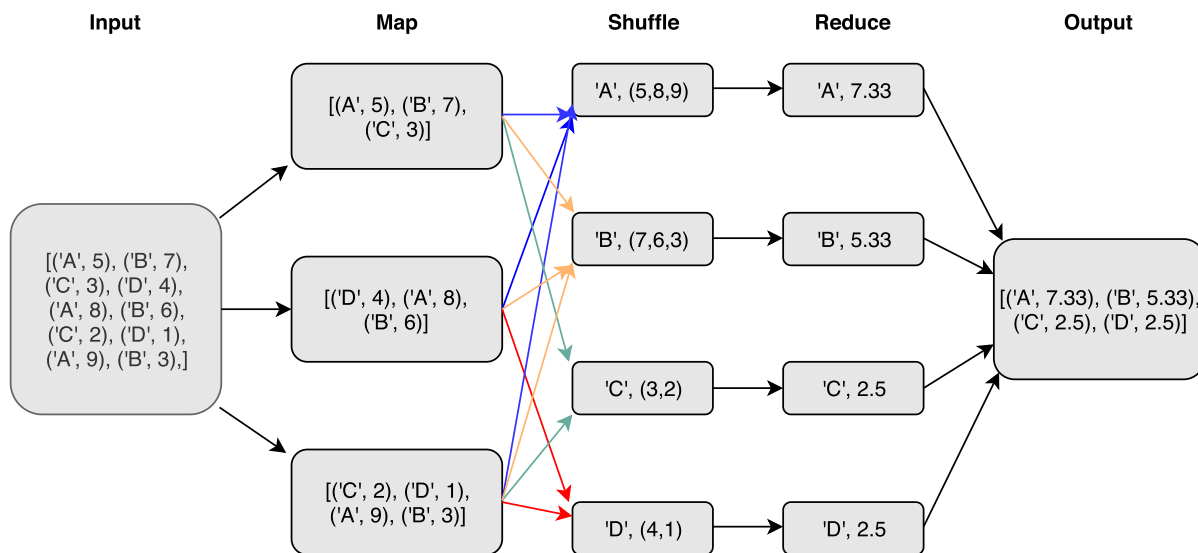 Input
Map
Shuffle
Reduce
Output
[('A', 5), ('B', 7),
('C', 3), ('D', 4),
('A', 8), ('B', 6),
('C', 2), ('D', 1),
('A', 9), ('B', 3),]
[(A', 5), ('B', 7),
('C', 3)]
[('D', 4), ('A', 8),
('B', 6)]
[('C', 2), ('D', 1),
('A', 9), ('B', 3)]
'A', (5,8,9)
'B', (7,6,3)
'C', (3,2)
'D', (4,1)
'A', 7.33
'B', 5.33
'C', 2.5
'D', 2.5
[('A', 7.33), ('B', 5.33),
('C', 2.5), ('D', 2.5)]